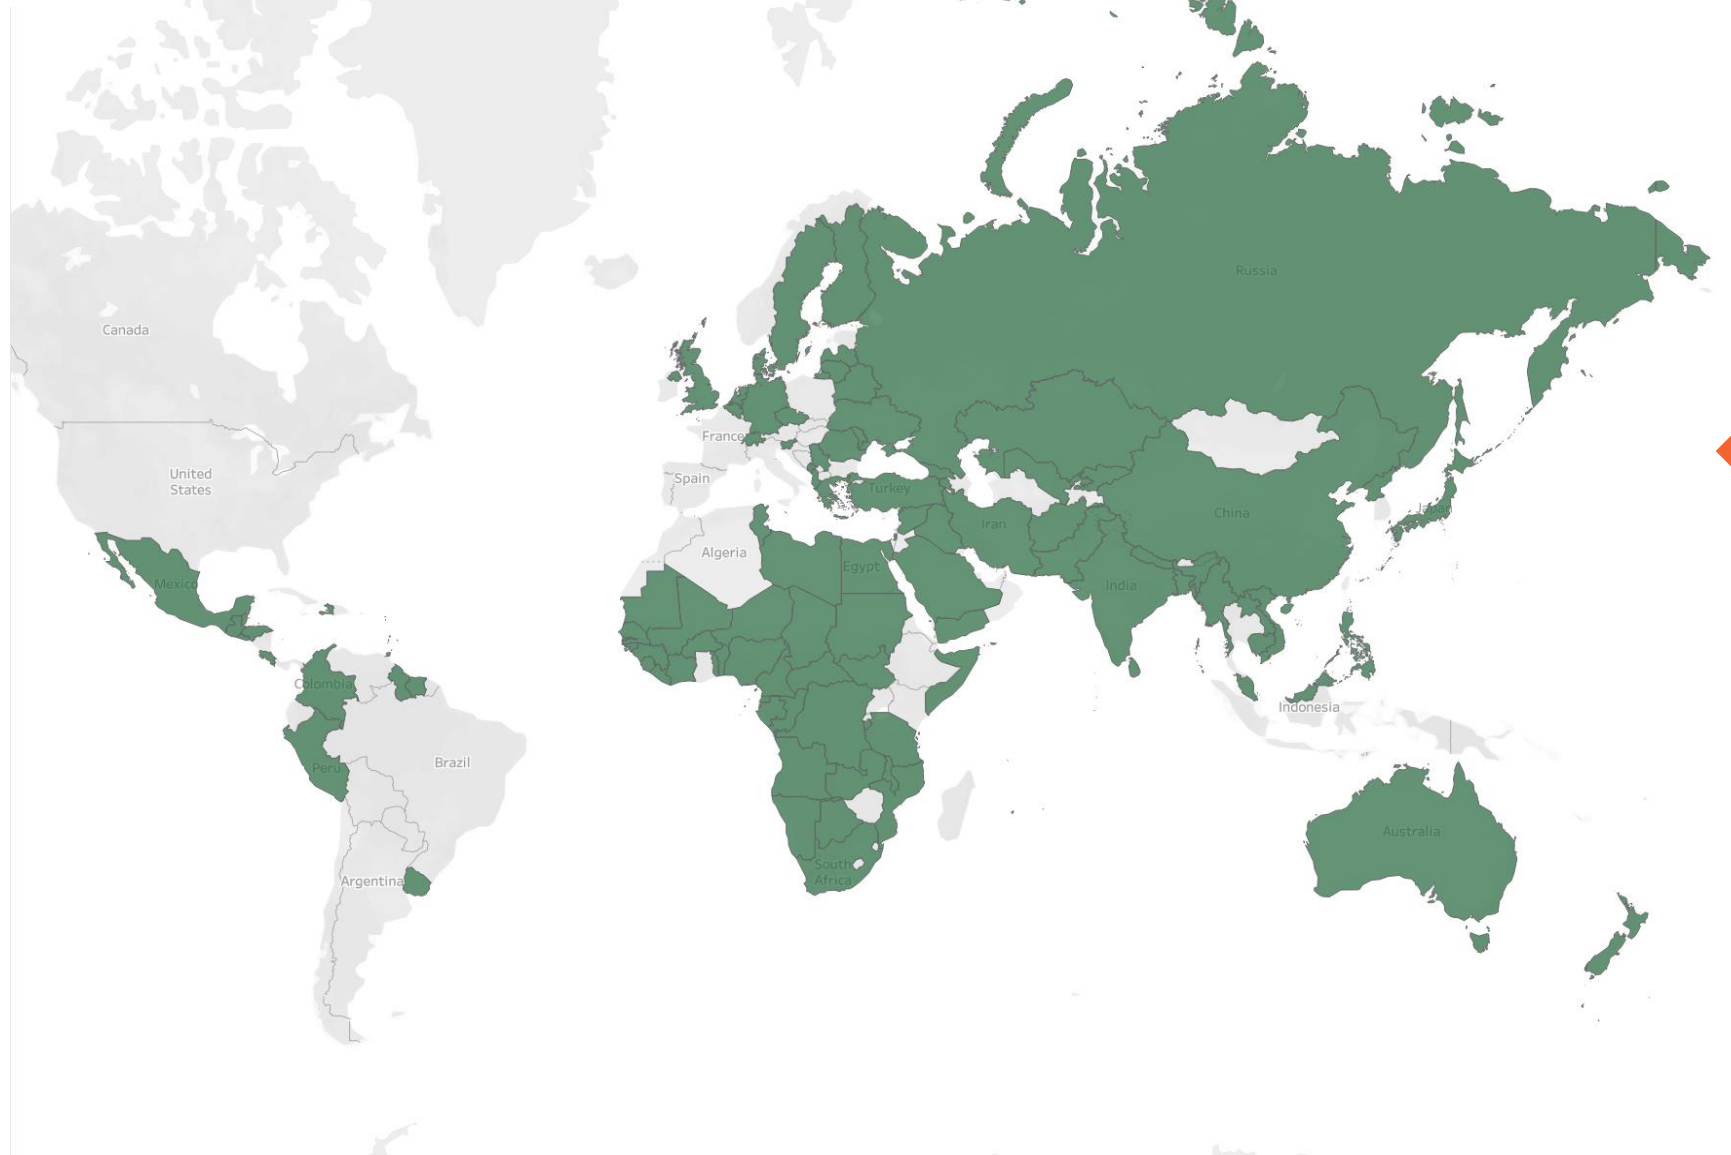 Russia
Canada
France
United
States
Spain
Turkey
Japan
China
Iran
Algeria
Egypt
Mexico
India
Colombia
Indonesia
Brazil
Peru
Australia
South
Africa
Argentina